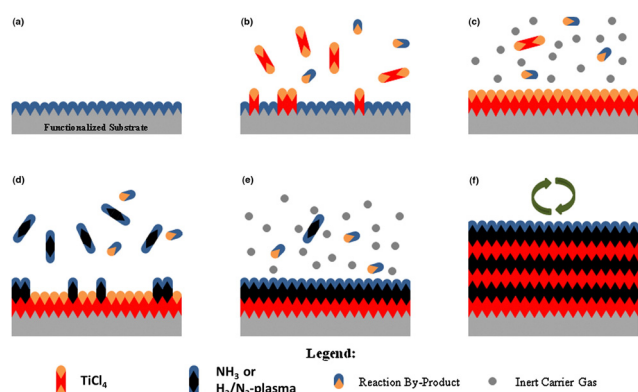 (a)
(b)
(c)
Functionalized Substrate
(d)
(e)
(f)
Legend:
TiCl₄
NH₃ or
H₂/N₂-plasma
Reaction By-Product
Inert Carrier Gas